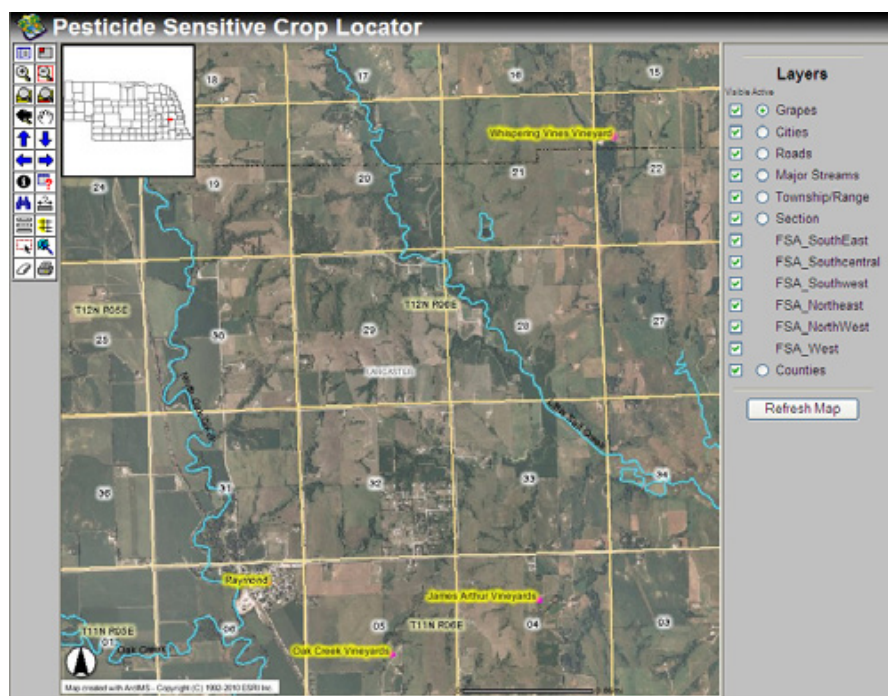 Pesticide Sensitive Crop Locator
Layers
Visible Active
Grapes
Cities
Roads
Major Streams
Township/Range
Section
FSA_SouthEast
FSA_Southcentral
FSA_Southwest
FSA_Northeast
FSA_NorthWest
FSA_West
Counties
Refresh Map
18
17
16
15
Whispering Vines Vineyard
24
19
20
21
22
T12N R05E
T12N R06E
25
30
29
28
27
LANCASTER
36
31
32
33
34
Raymond
James Arthur Vineyards
T11N R05E
01
06
05
T11N R06E
04
03
Oak Creek
Oak Creek Vineyards
Map created with ArcIMS - Copyright (C) 1992-2010 ESRI Inc.